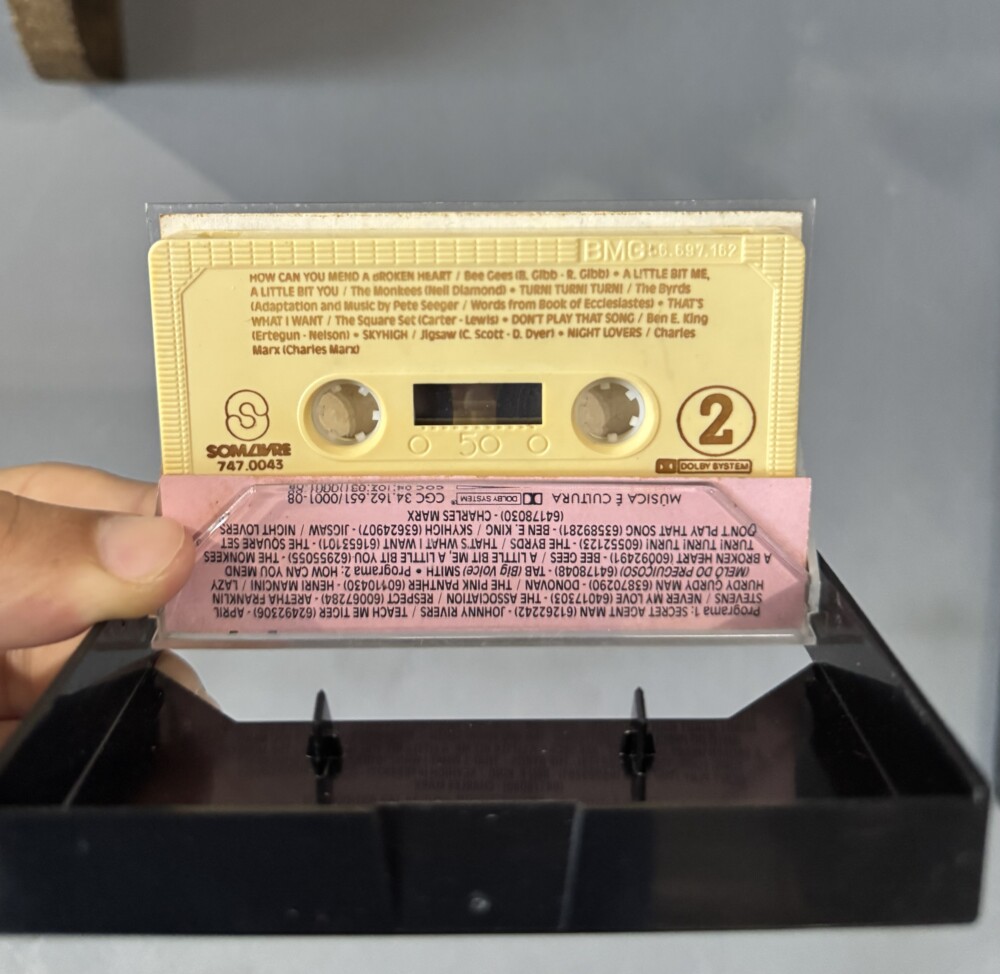 BMG 56.697.162
HOW CAN YOU MEND A BROKEN HEART / Bee Gees (B. Gibb - R. Gibb) • A LITTLE BIT ME,
A LITTLE BIT YOU / The Monkees (Neil Diamond) • TURN! TURN! TURN! / The Byrds
(Adaptation and Music by Pete Seeger / Words from Book of Ecclesiastes) • THAT'S
WHAT I WANT / The Square Set (Carter - Lewis) • DON'T PLAY THAT SONG / Ben E. King
(Ertegun - Nelson) • SKYHIGH / Jigsaw (C. Scott - D. Dyer) • NIGHT LOVERS / Charles
Marx (Charles Marx)
SOM LIVRE
747.0043
50
2
DOLBY SYSTEM
Programa 1: SECRET AGENT MAN (61262242) - JOHNNY RIVERS / TEACH ME TIGER (62492306) - APRIL
STEVENS / NEVER MY LOVE (64017303) - THE ASSOCIATION / RESPECT (60067284) - ARETHA FRANKLIN
HURDY GURDY MAN (63870290) - DONOVAN / THE PINK PANTHER (60110430) - HENRI MANCINI / LAZY
(MELÔ DO PREGUIÇOSO) (64178048) - TAB (Big Voice) SMITH • Programa 2: HOW CAN YOU MEND
A BROKEN HEART (60092491) - BEE GEES / A LITTLE BIT ME, A LITTLE BIT YOU (62955055) - THE MONKEES
TURN! TURN! TURN! (61552123) - THE BYRDS / THAT'S WHAT I WANT (61653101) - THE SQUARE SET
DON'T PLAY THAT SONG (63589281) - BEN E. KING / SKYHIGH (63624907) - JIGSAW / NIGHT LOVERS
(64178030) - CHARLES MARX
MÚSICA É CULTURA DOLBY SYSTEM CGC 34.162.651/0001-08